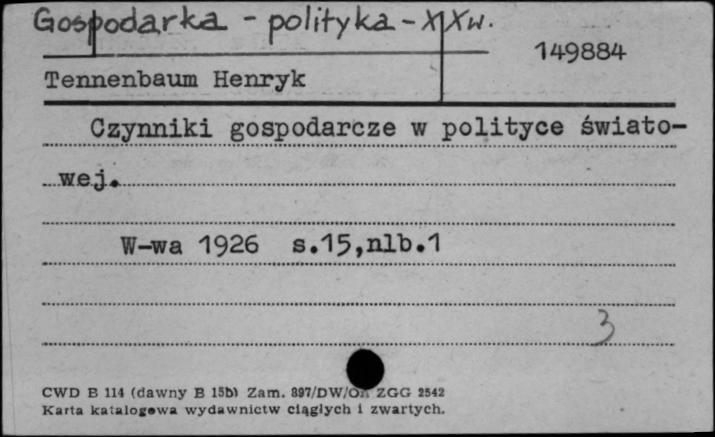 Gospodarka - polityka - XXw.
149884
Tennenbaum Henryk
Czynniki gospodarcze w polityce świato-
wej.
W-wa 1926 s.15,nlb.1
3
CWD B 114 (dawny B 15b) Zam. 897/DW/ ZGG 2542
Karta katalogowa wydawnictw ciągłych i zwartych.